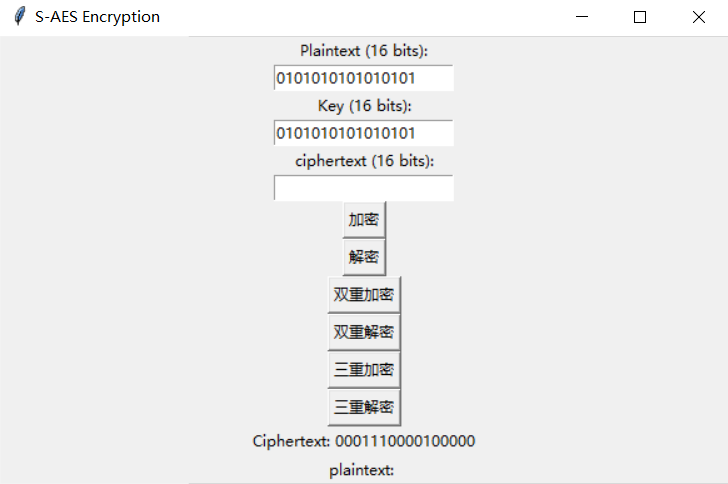 S-AES Encryption
Plaintext (16 bits):
0101010101010101
Key (16 bits):
0101010101010101
ciphertext (16 bits):
加密
解密
双重加密
双重解密
三重加密
三重解密
Ciphertext: 0001110000100000
plaintext: